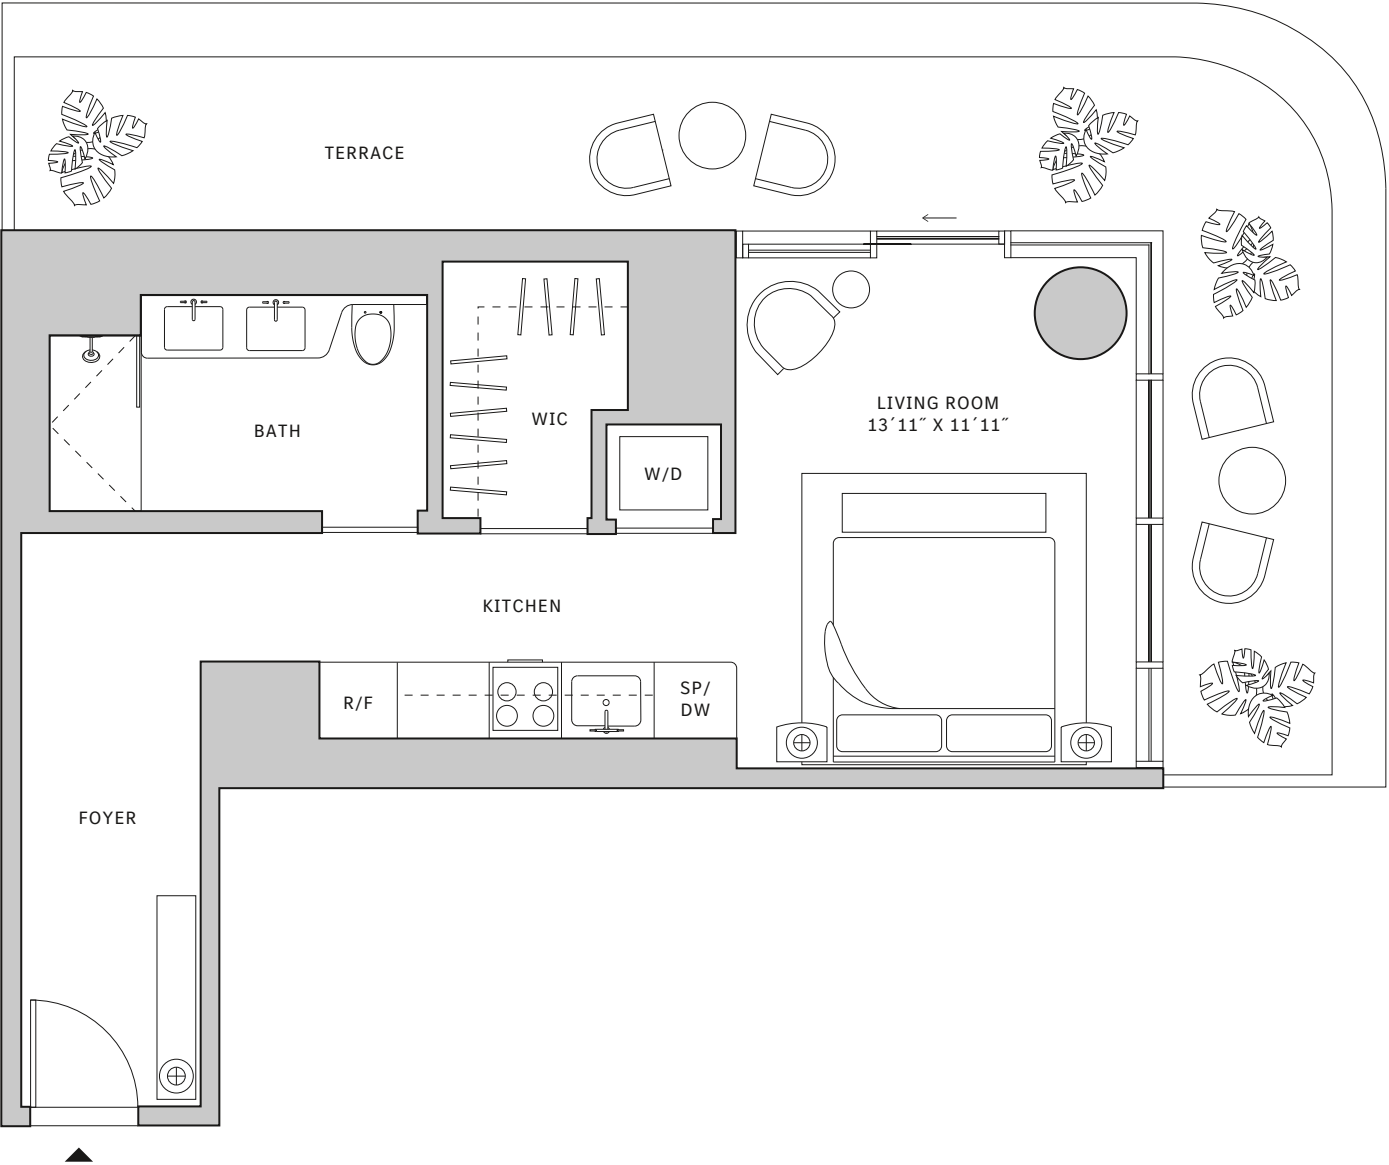 TERRACE
LIVING ROOM
13´11˝ X 11´11˝
WIC
BATH
W/D
KITCHEN
R/F
SP/
DW
FOYER